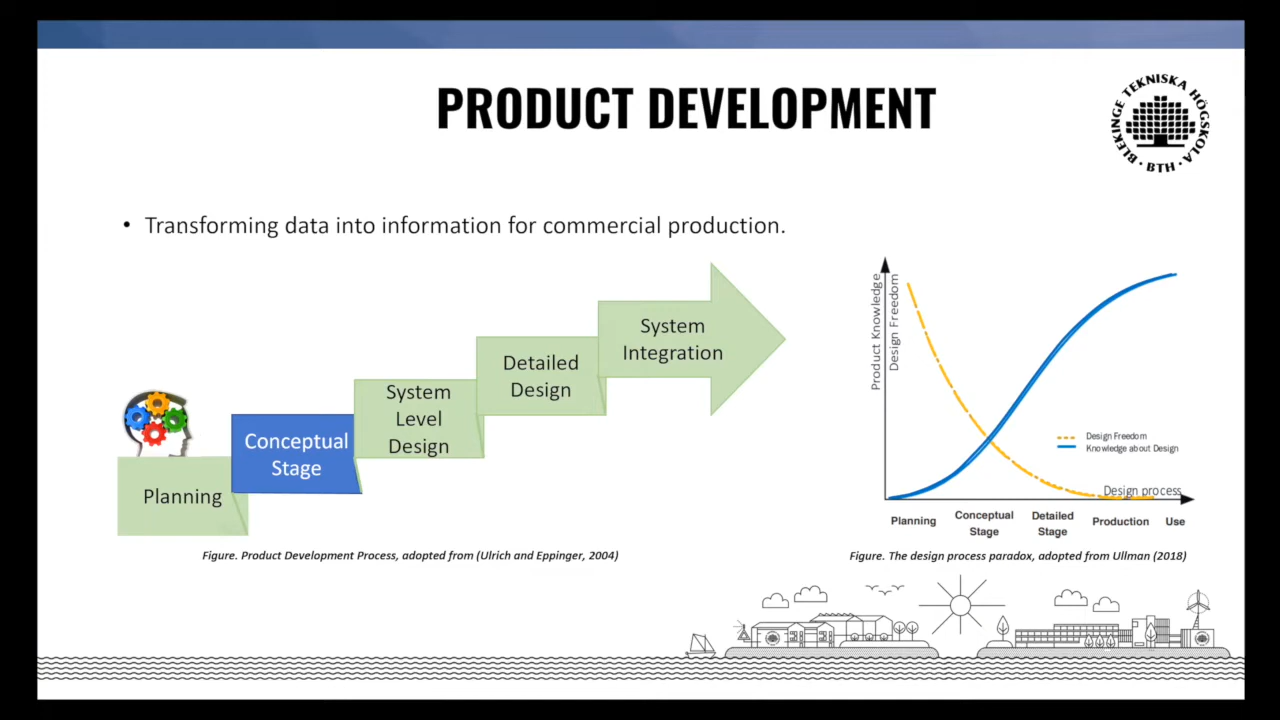 PRODUCT DEVELOPMENT
BLEKINGE TEKNISKA HÖGSKOLA
· BTH ·
• Transforming data into information for commercial production.
Planning
Conceptual
Stage
System
Level
Design
Detailed
Design
System
Integration
Figure. Product Development Process, adopted from (Ulrich and Eppinger, 2004)
Product Knowledge
Design Freedom
Design Freedom
Knowledge about Design
Design process
Planning
Conceptual
Stage
Detailed
Stage
Production
Use
Figure. The design process paradox, adopted from Ullman (2018)